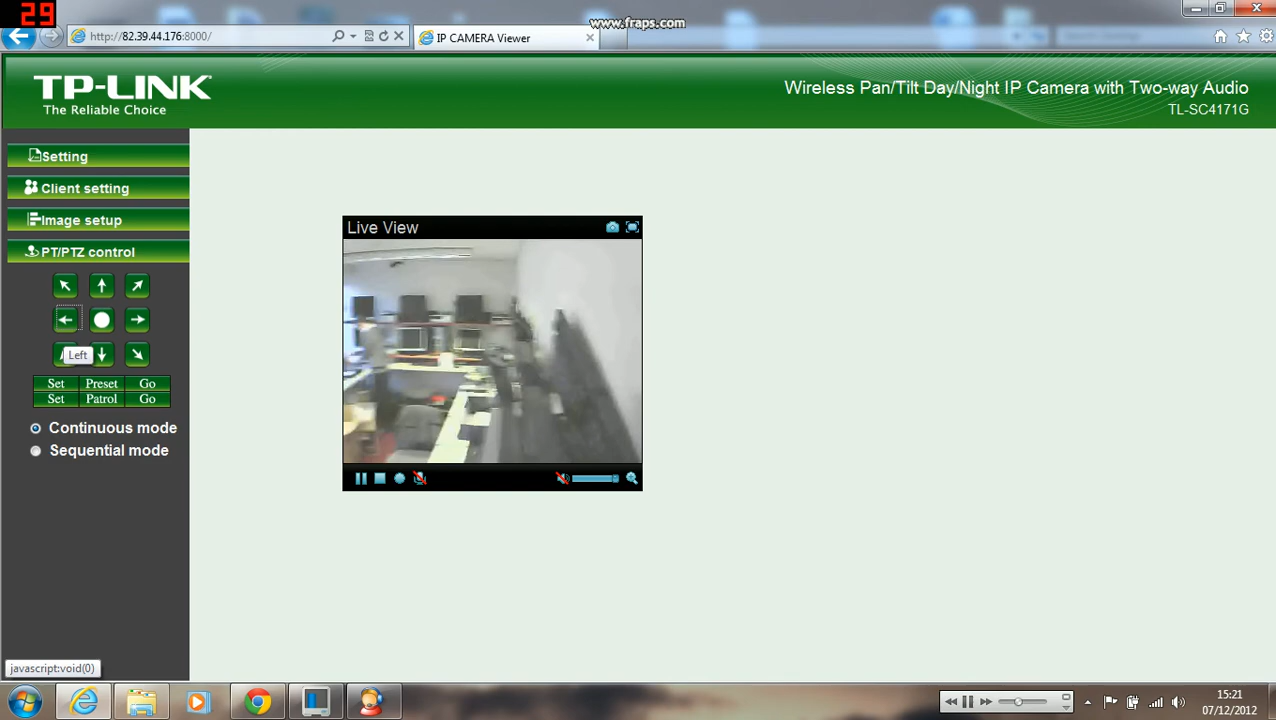 29
www.fraps.com
http://82.39.44.176:8000/
IP CAMERA Viewer
TP-LINK
The Reliable Choice
Wireless Pan/Tilt Day/Night IP Camera with Two-way Audio
TL-SC4171G
Setting
Client setting
Image setup
PT/PTZ control
Live View
Left
Set Preset Go
Set Patrol Go
Continuous mode
Sequential mode
javascript:void(0)
15:21
07/12/2012